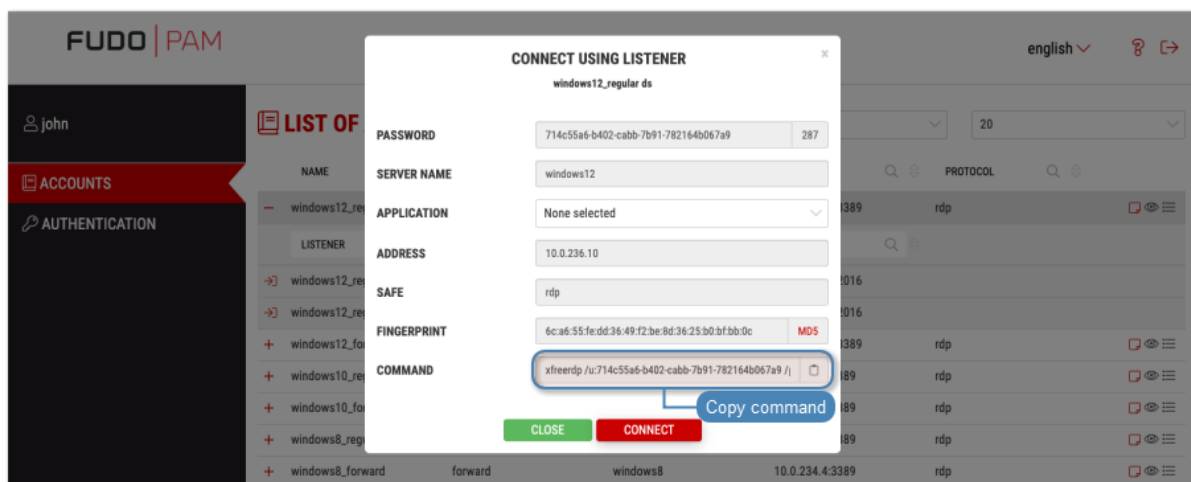 FUDO PAM
english
john
ACCOUNTS
AUTHENTICATION
LIST OF
20
NAME
PROTOCOL
windows12_re
3389
rdp
LISTENER
windows12_re
2016
windows12_re
2016
windows12_fo
3389
rdp
windows10_re
389
rdp
windows10_fo
389
rdp
windows8_regu
389
rdp
windows8_forward
forward
windows8
10.0.234.4:3389
rdp
CONNECT USING LISTENER
×
windows12_regular ds
PASSWORD
714c55a6-b402-cabb-7b91-782164b067a9
287
SERVER NAME
windows12
APPLICATION
None selected
ADDRESS
10.0.236.10
SAFE
rdp
FINGERPRINT
6c:a6:55:fe:dd:36:49:f2:be:8d:36:25:b0:bf:bb:0c
MD5
COMMAND
xfreerdp /u:714c55a6-b402-cabb-7b91-782164b067a9 /
Copy command
CLOSE
CONNECT